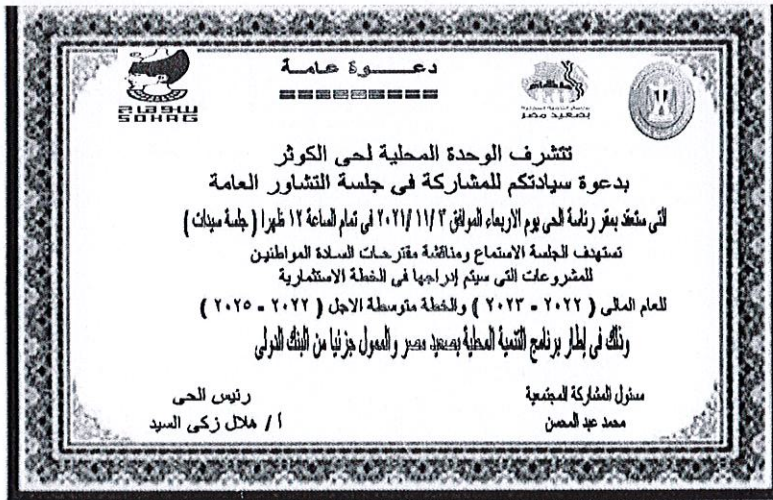 دعـــــوة عامـــة
سوهاج
SOHAG
بصعيد مصر
تتشرف الوحدة المحلية لحى الكوثر
بدعوة سيادتكم للمشاركة فى جلسة التشاور العامة
التى ستعقد بمقر رئاسة الحى يوم الاربعاء الموافق ٣ /١١ /٢٠٢١ فى تمام الساعة ١٢ ظهرا ( جلسة سيدات )
تستهدف الجلسة الاستماع ومناقشة مقترحات السادة المواطنين
للمشروعات التى سيتم إدراجها فى الخطة الاستثمارية
للعام المالى ( ٢٠٢٢ - ٢٠٢٣ ) والخطة متوسطة الاجل ( ٢٠٢٢ - ٢٠٢٥ )
وذلك فى إطار برنامج التنمية المحلية بصعيد مصر والممول جزئيا من البنك الدولى
مسئول المشاركة المجتمعية
محمد عبد المحسن
رئيس الحى
أ / هلال زكى السيد